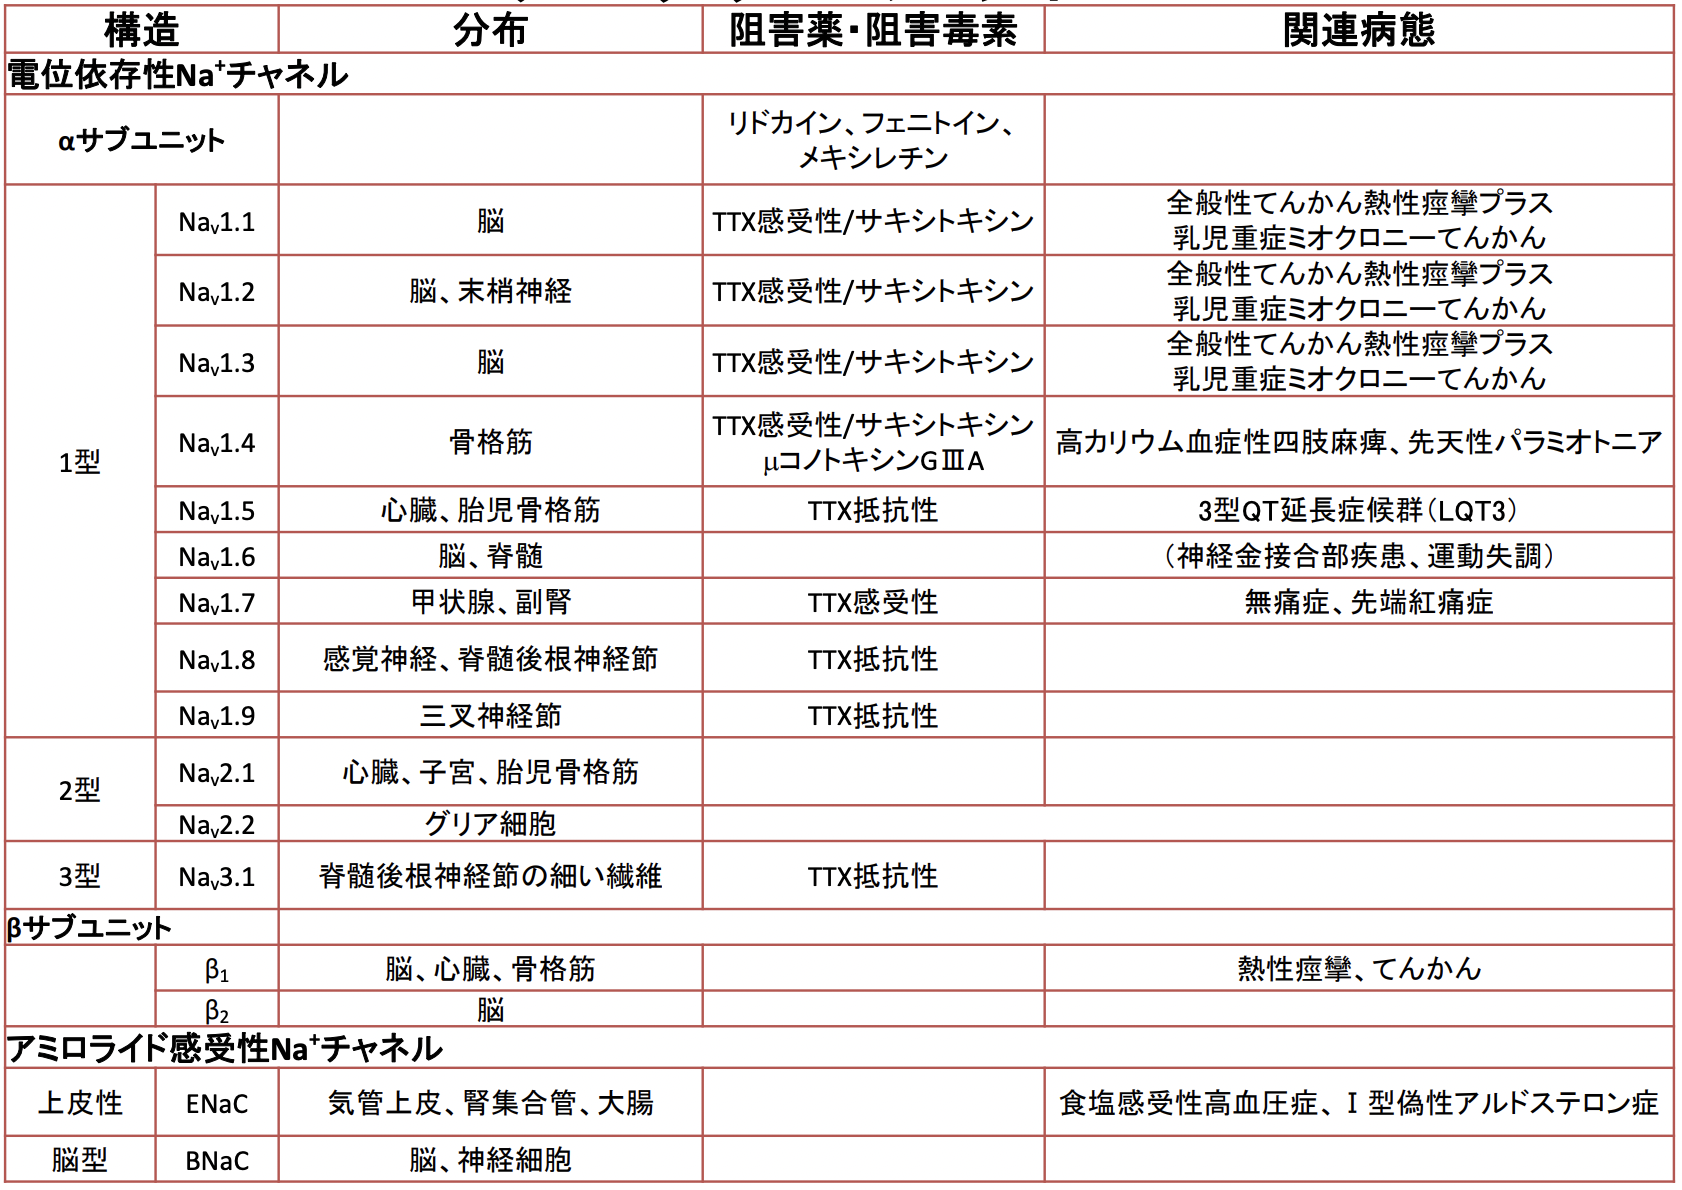 構造 分布 阻害薬・阻害毒素 関連病態
電位依存性Na⁺チャネル
αサブユニット リドカイン、フェニトイン、
メキシレチン
1型
Naᵥ1.1 脳 TTX感受性/サキシトキシン 全般性てんかん熱性痙攣プラス
乳児重症ミオクロニーてんかん
Naᵥ1.2 脳、末梢神経 TTX感受性/サキシトキシン 全般性てんかん熱性痙攣プラス
乳児重症ミオクロニーてんかん
Naᵥ1.3 脳 TTX感受性/サキシトキシン 全般性てんかん熱性痙攣プラス
乳児重症ミオクロニーてんかん
Naᵥ1.4 骨格筋 TTX感受性/サキシトキシン
μコノトキシンGⅢA 高カリウム血症性四肢麻痺、先天性パラミオトニア
Naᵥ1.5 心臓、胎児骨格筋 TTX抵抗性 3型QT延長症候群（LQT3）
Naᵥ1.6 脳、脊髄 （神経金接合部疾患、運動失調）
Naᵥ1.7 甲状腺、副腎 TTX感受性 無痛症、先端紅痛症
Naᵥ1.8 感覚神経、脊髄後根神経節 TTX抵抗性
Naᵥ1.9 三叉神経節 TTX抵抗性
2型
Naᵥ2.1 心臓、子宮、胎児骨格筋
Naᵥ2.2 グリア細胞
3型 Naᵥ3.1 脊髄後根神経節の細い繊維 TTX抵抗性
βサブユニット
β₁ 脳、心臓、骨格筋 熱性痙攣、てんかん
β₂ 脳
アミロライド感受性Na⁺チャネル
上皮性 ENaC 気管上皮、腎集合管、大腸 食塩感受性高血圧症、Ⅰ型偽性アルドステロン症
脳型 BNaC 脳、神経細胞